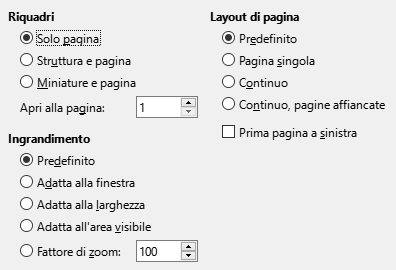 Riquadri
Solo pagina
Struttura e pagina
Miniature e pagina
Apri alla pagina: 1
Ingrandimento
Predefinito
Adatta alla finestra
Adatta alla larghezza
Adatta all'area visibile
Fattore di zoom: 100
Layout di pagina
Predefinito
Pagina singola
Continuo
Continuo, pagine affiancate
Prima pagina a sinistra